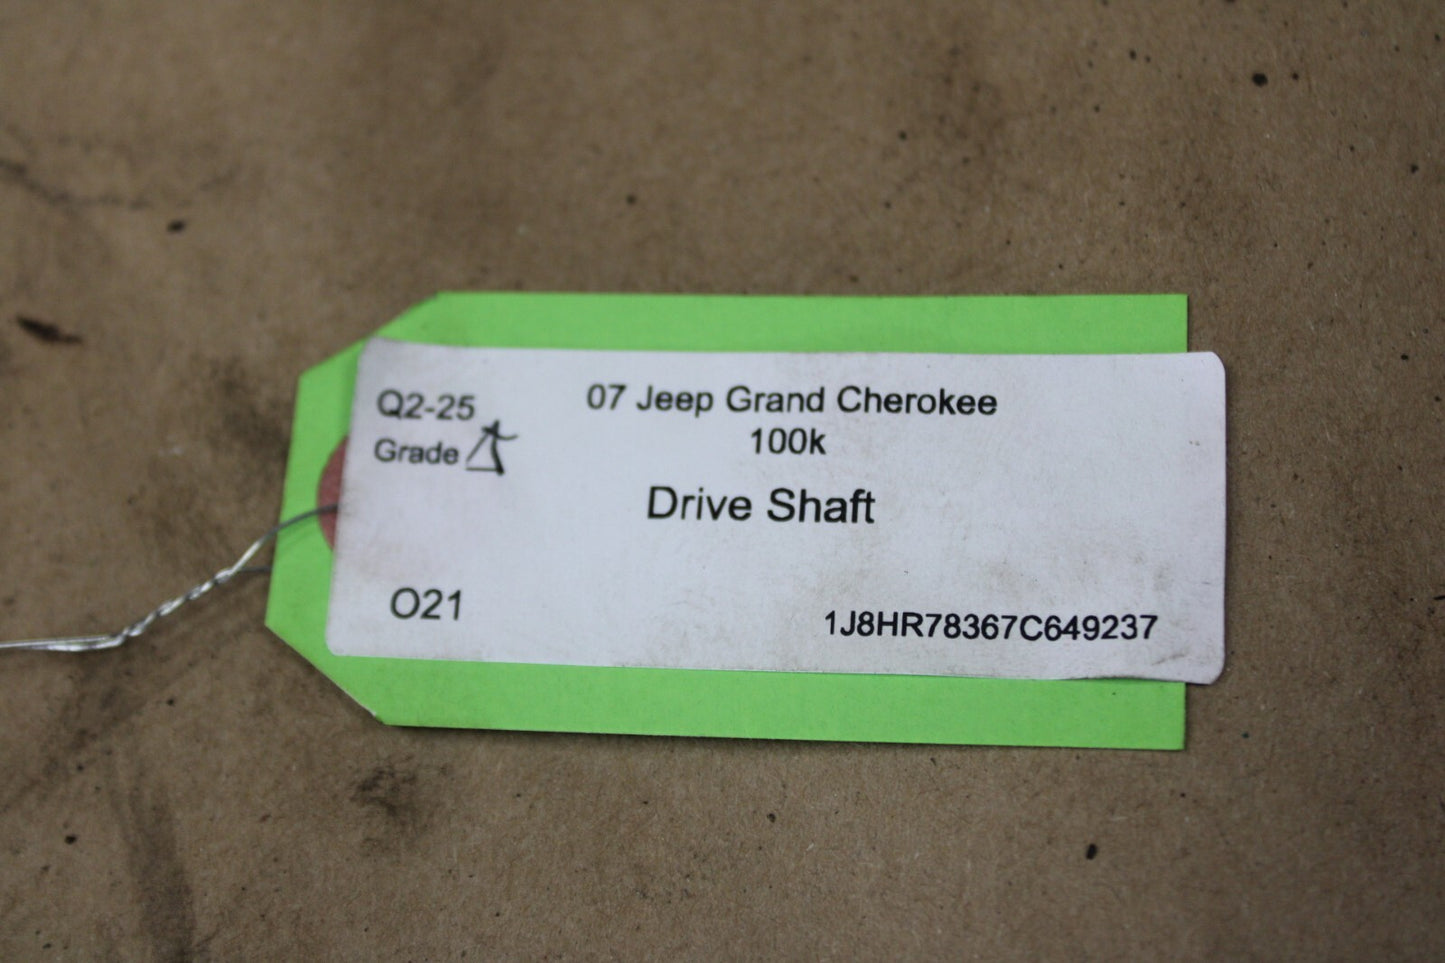 Q2-25
Grade A
07 Jeep Grand Cherokee
100k
Drive Shaft
O21
1J8HR78367C649237